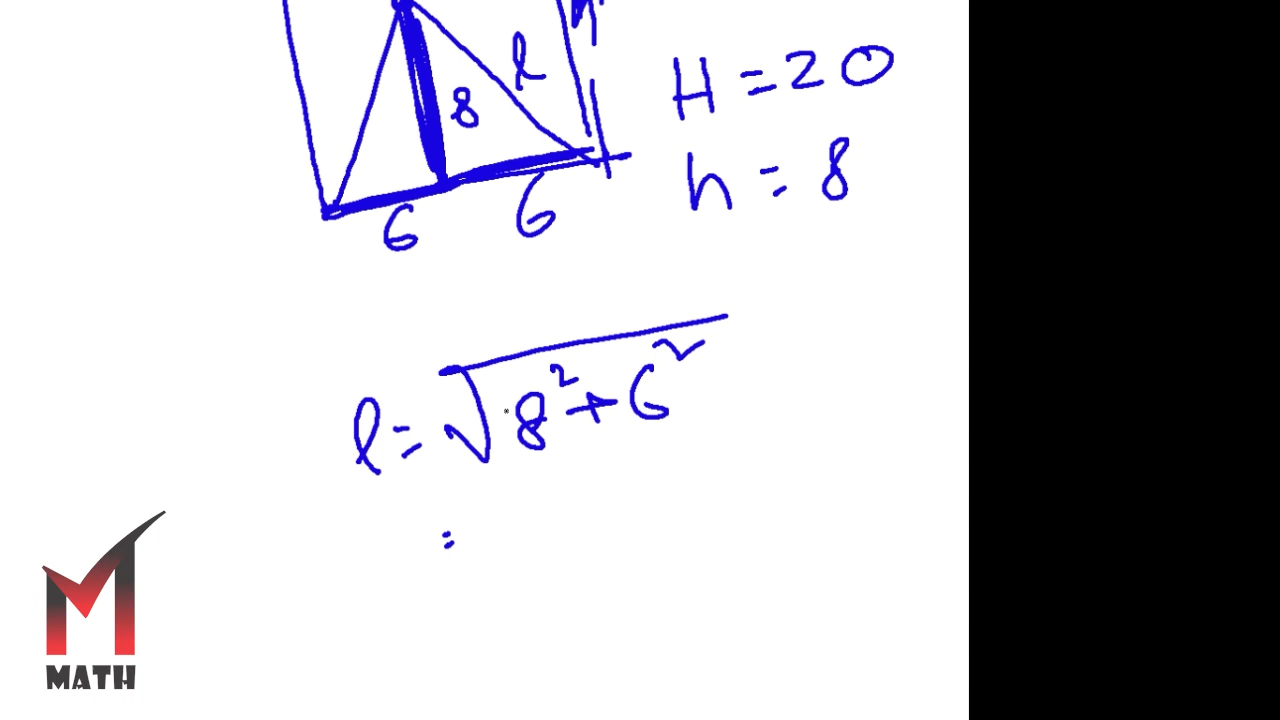 l
H = 20
8
h = 8
6 6
l = √8² + 6²
=
MATH